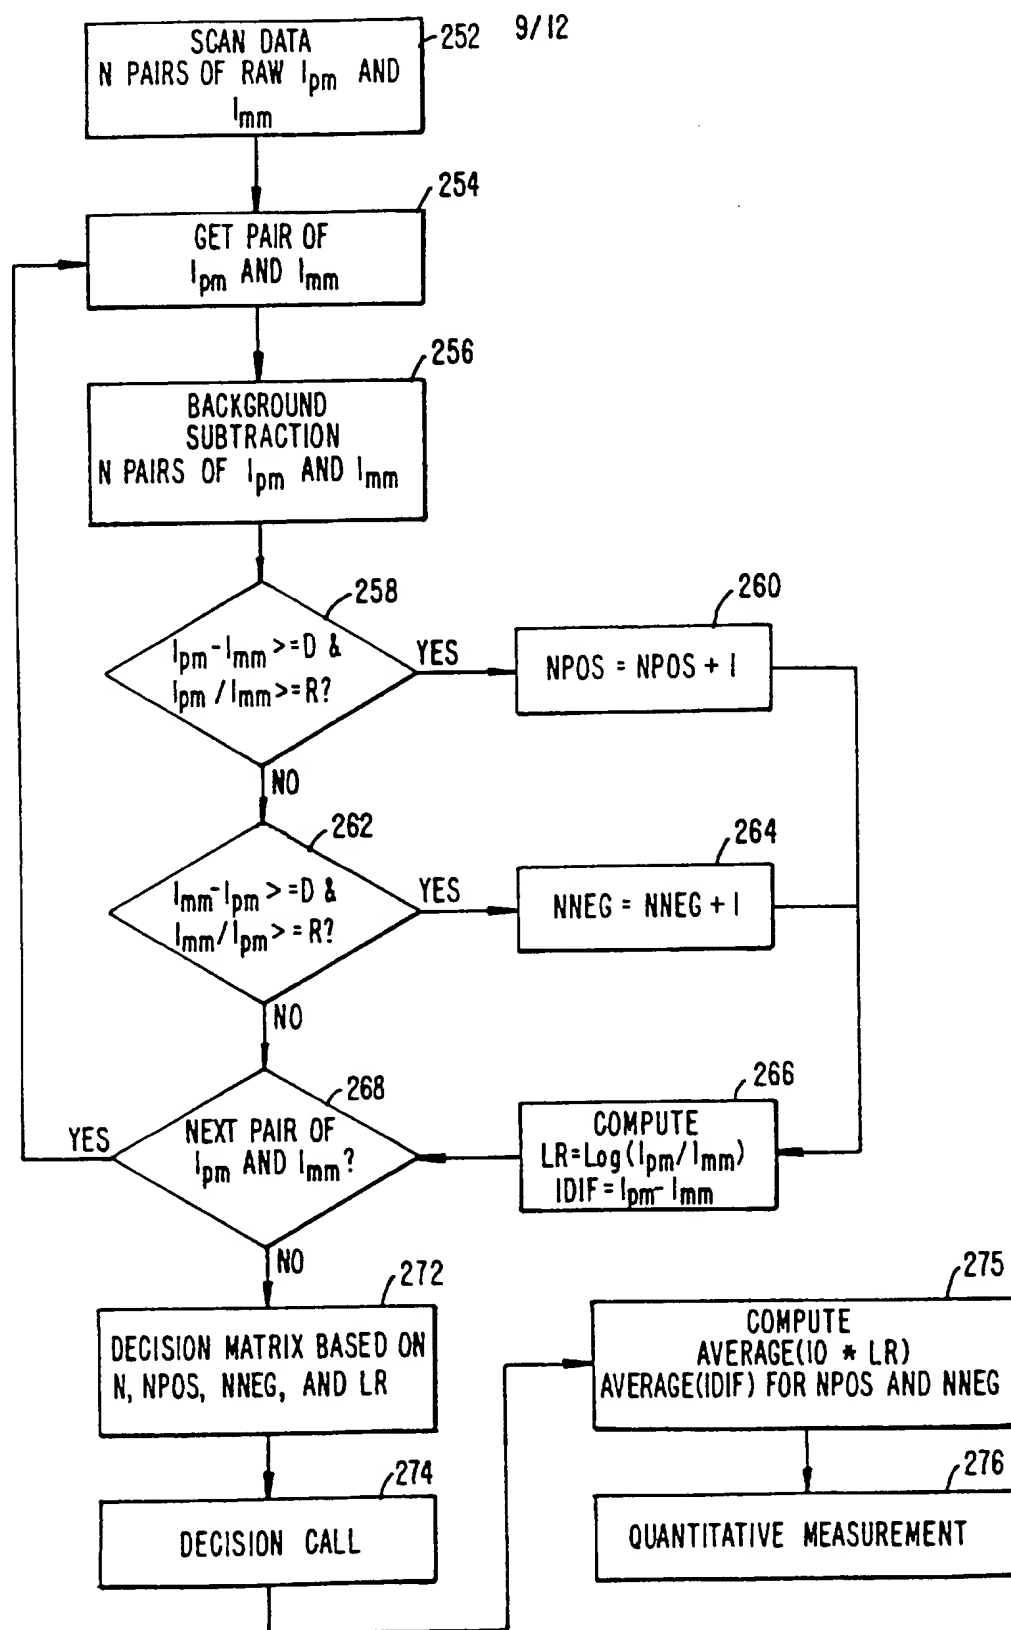 252
9/12
SCAN DATA
N PAIRS OF RAW Ipm AND
Imm
254
GET PAIR OF
Ipm AND Imm
256
BACKGROUND
SUBTRACTION
N PAIRS OF Ipm AND Imm
258
Ipm-Imm>=D &
Ipm/Imm>=R?
YES
260
NPOS = NPOS + 1
NO
262
Imm-Ipm>=D &
Imm/Ipm>=R?
YES
264
NNEG = NNEG + 1
NO
268
NEXT PAIR OF
Ipm AND Imm?
YES
266
COMPUTE
LR=Log(Ipm/Imm)
IDIF=Ipm-Imm
NO
272
DECISION MATRIX BASED ON
N, NPOS, NNEG, AND LR
275
COMPUTE
AVERAGE(10 * LR)
AVERAGE(IDIF) FOR NPOS AND NNEG
274
DECISION CALL
276
QUANTITATIVE MEASUREMENT